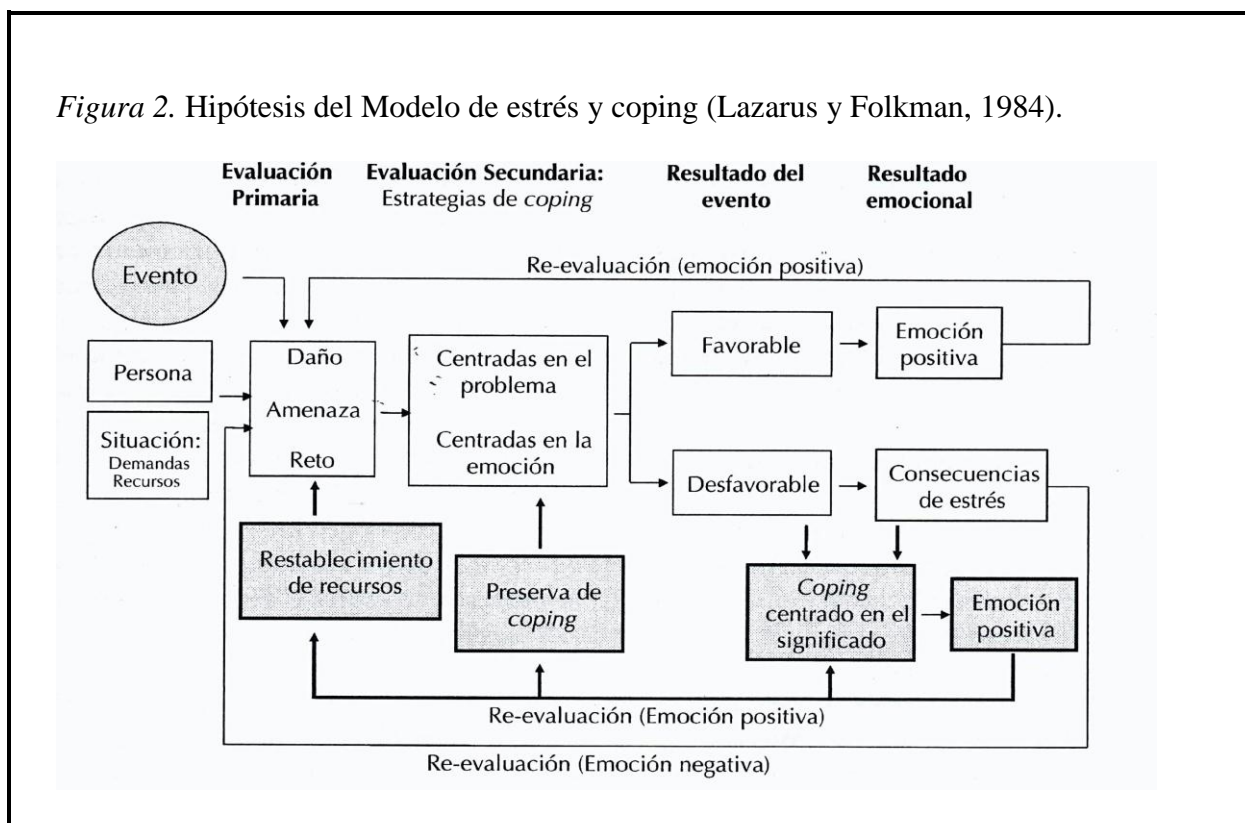 Figura 2. Hipótesis del Modelo de estrés y coping (Lazarus y Folkman, 1984).
Evaluación
Primaria
Evaluación Secundaria:
Estrategias de coping
Resultado del
evento
Resultado
emocional
Evento
Re-evaluación (emoción positiva)
Persona
Situación:
Demandas
Recursos
Daño
Amenaza
Reto
Centradas en el
problema
Centradas en la
emoción
Favorable
Emoción
positiva
Desfavorable
Consecuencias
de estrés
Restablecimiento
de recursos
Preserva de
coping
Coping
centrado en el
significado
Emoción
positiva
Re-evaluación (Emoción positiva)
Re-evaluación (Emoción negativa)